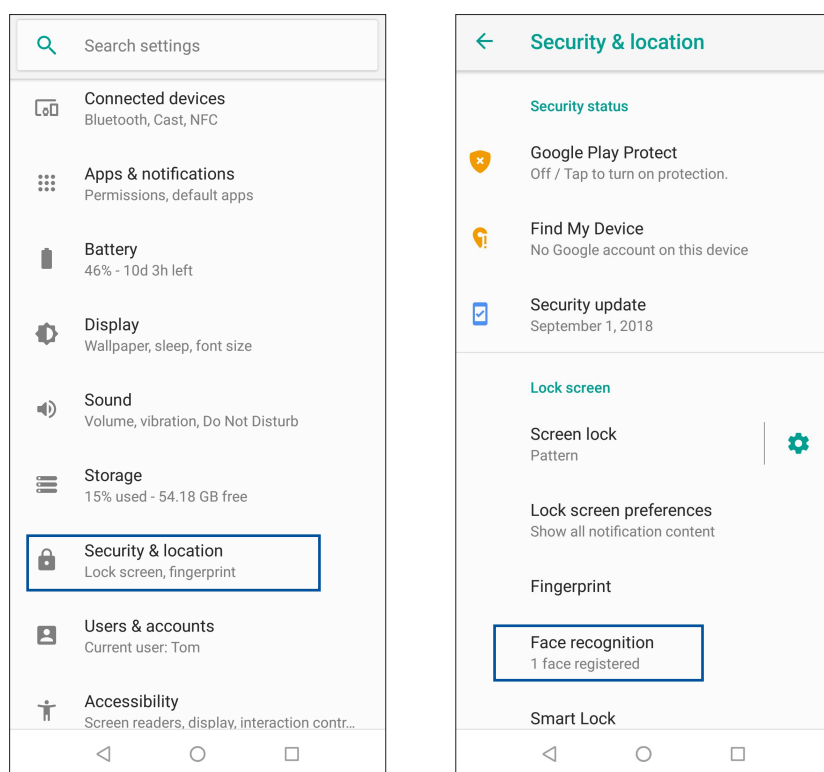 Search settings
Connected devices
Bluetooth, Cast, NFC
Apps & notifications
Permissions, default apps
Battery
46% - 10d 3h left
Display
Wallpaper, sleep, font size
Sound
Volume, vibration, Do Not Disturb
Storage
15% used - 54.18 GB free
Security & location
Lock screen, fingerprint
Users & accounts
Current user: Tom
Accessibility
Screen readers, display, interaction contr...
Security & location
Security status
Google Play Protect
Off / Tap to turn on protection.
Find My Device
No Google account on this device
Security update
September 1, 2018
Lock screen
Screen lock
Pattern
Lock screen preferences
Show all notification content
Fingerprint
Face recognition
1 face registered
Smart Lock